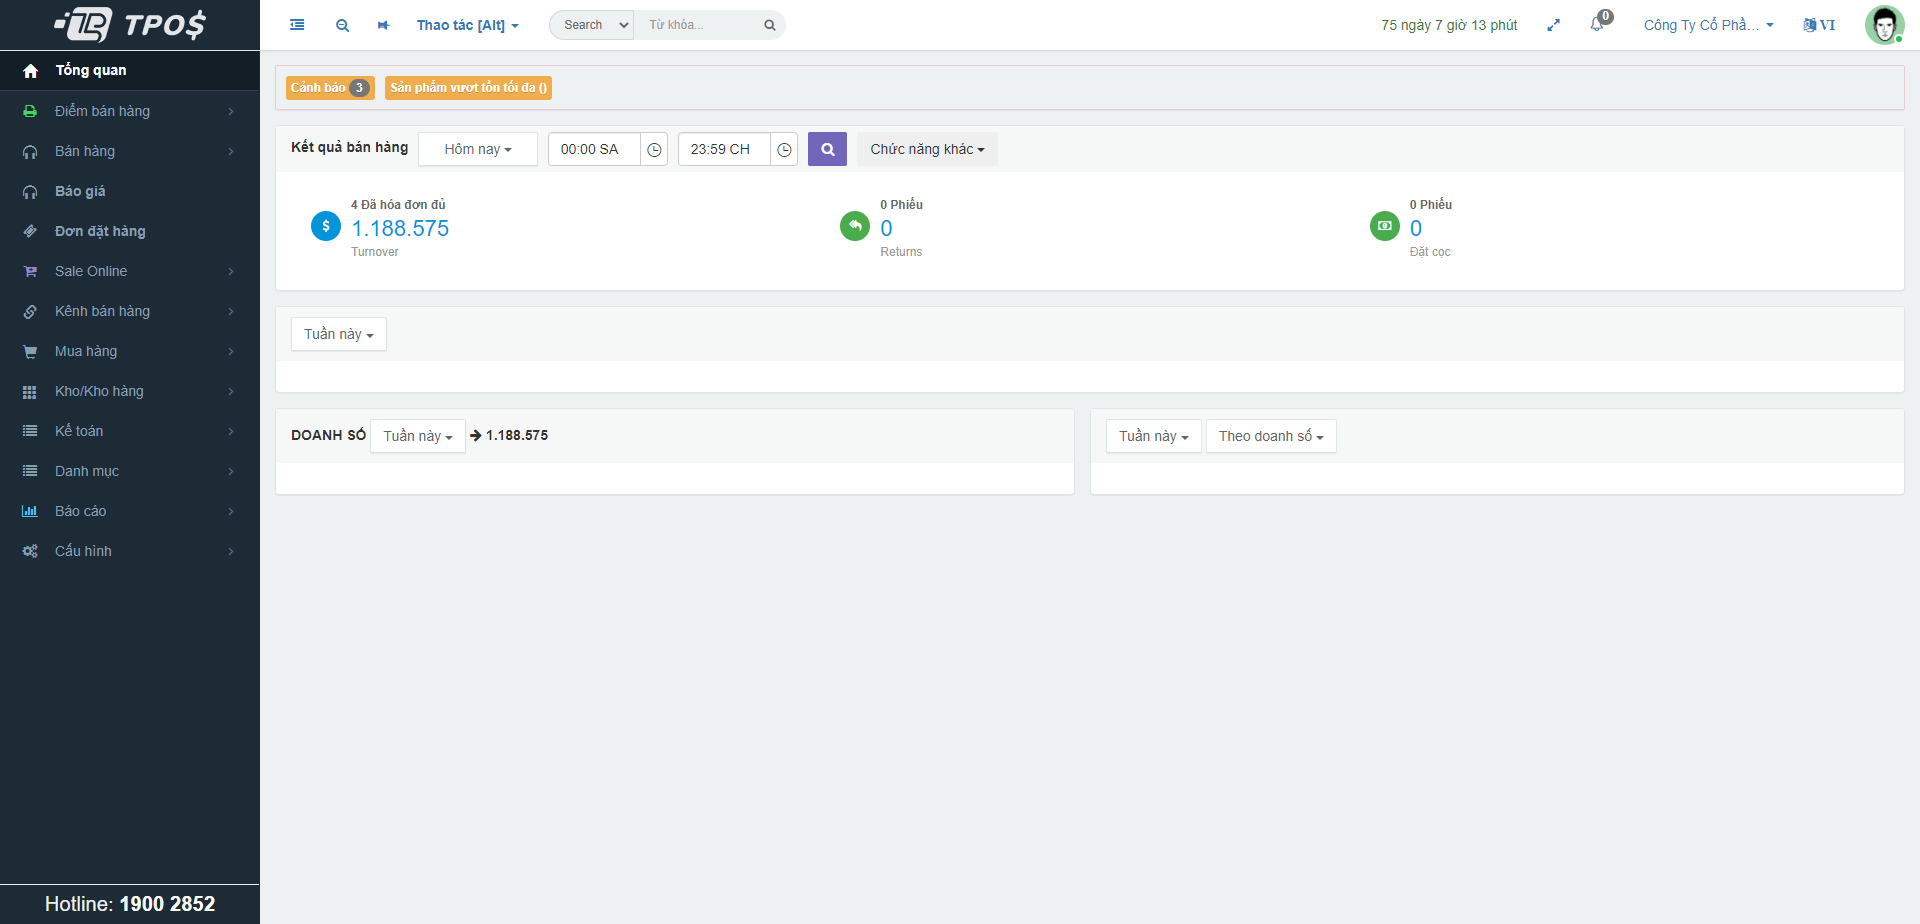 TPO$
Thao tác [Alt]
Search
Từ khóa...
75 ngày 7 giờ 13 phút
0
Công Ty Cổ Phầ...
VI
Tổng quan
Điểm bán hàng
Bán hàng
Báo giá
Đơn đặt hàng
Sale Online
Kênh bán hàng
Mua hàng
Kho/Kho hàng
Kế toán
Danh mục
Báo cáo
Cấu hình
Hotline: 1900 2852
Cảnh báo 3
Sản phẩm vượt tồn tối đa ()
Kết quả bán hàng
Hôm nay
00:00 SA
23:59 CH
Chức năng khác
4 Đã hóa đơn đủ
1.188.575
Turnover
0 Phiếu
0
Returns
0 Phiếu
0
Đặt cọc
Tuần này
DOANH SỐ Tuần này 1.188.575
Tuần này
Theo doanh số